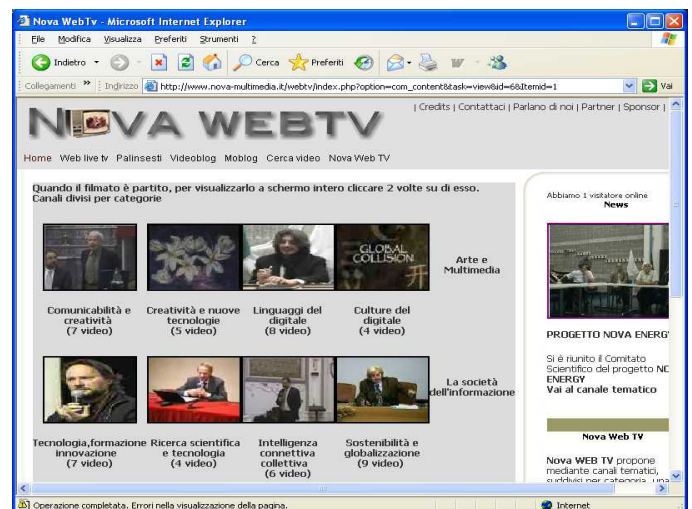 Nova WebTv - Microsoft Internet Explorer
File Modifica Visualizza Preferiti Strumenti ?
Indietro Cerca Preferiti
Collegamenti » Indirizzo http://www.nova-multimedia.it/webtv/index.php?option=com_content&task=view&id=6&Itemid=1 Vai
| Credits | Contattaci | Parlano di noi | Partner | Sponsor |
NOVA WEBTV
Home Web live tv Palinsesti Videoblog Moblog Cerca video Nova Web TV
Quando il filmato è partito, per visualizzarlo a schermo intero cliccare 2 volte su di esso.
Canali divisi per categorie
Abbiamo 1 visitatore online
News
GLOBAL
COLLISION
Arte e
Multimedia
Comunicabilità e
creatività
(7 video)
Creatività e nuove
tecnologie
(5 video)
Linguaggi del
digitale
(8 video)
Culture del
digitale
(4 video)
PROGETTO NOVA ENERG
Si è riunito il Comitato
Scientifico del progetto NO
ENERGY
Vai al canale tematico
La società
dell'informazione
Tecnologia,formazione
innovazione
(7 video)
Ricerca scientifica
e tecnologia
(4 video)
Intelligenza
connettiva
collettiva
(6 video)
Sostenibilità e
globalizzazione
(9 video)
Nova Web TV
Nova WEB TV propone
mediante canali tematici,
suddivisi per categoria, una
Operazione completata. Errori nella visualizzazione della pagina. Internet